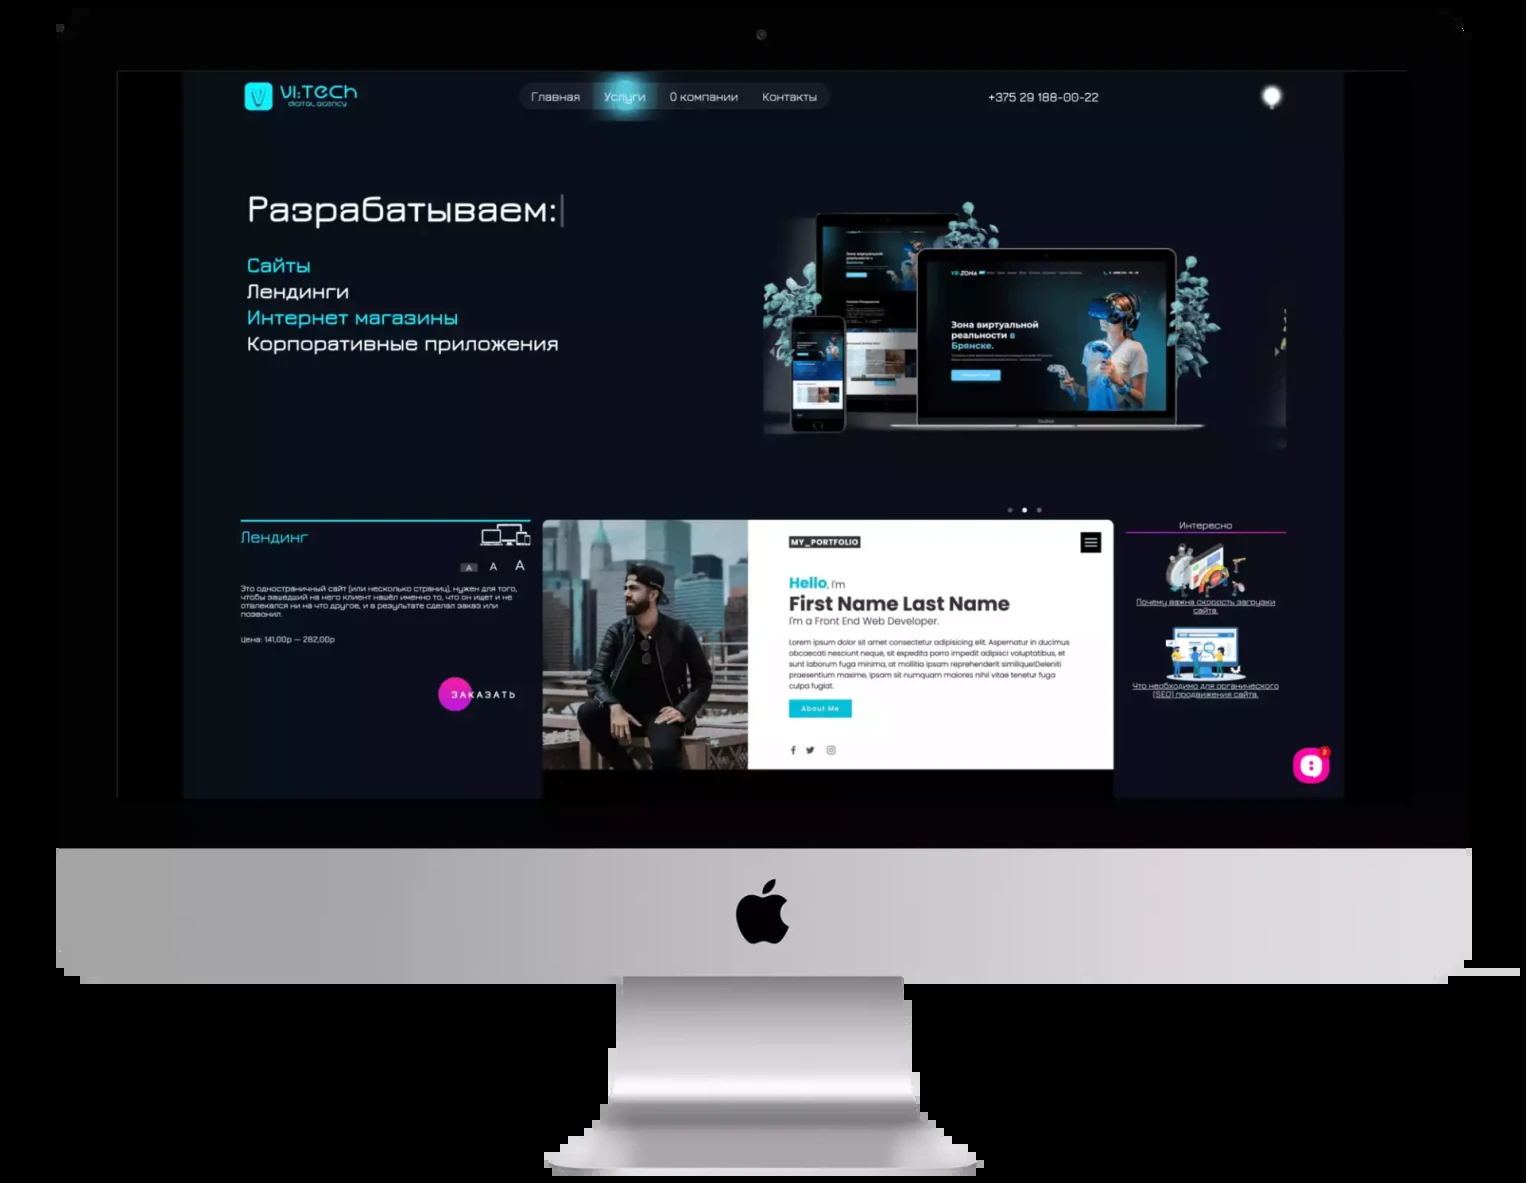 VI:TECH
DIGITAL AGENCY
Главная
Услуги
О компании
Контакты
+375 29 188-00-22
Разрабатываем:
Сайты
Лендинги
Интернет магазины
Корпоративные приложения
VR-ZONA
Зона виртуальной
реальности в
Брянске.
Лендинг
A A A
Это одностраничный сайт (или несколько страниц), нужен для того,
чтобы зашедший на него клиент нашёл именно то, что он ищет и не
отвлекался ни на что другое, и в результате сделал заказ или
позвонил.
Цена: 141,00р — 282,00р
ЗАКАЗАТЬ
MY_PORTFOLIO
Hello, I'm
First Name Last Name
I'm a Front End Web Developer.
Lorem ipsum dolor sit amet consectetur adipisicing elit. Aspernatur in ducimus
obcaecati nesciunt neque, sit expedita porro impedit adipisci voluptatibus, et
sunt laborum fuga minima, at mollitia ipsam reprehenderit similique!Deleniti
praesentium maxime, ipsam sit numquam maiores nihil vitae tenetur fuga
culpa fugiat.
About Me
Интересно
Почему важна скорость загрузки
сайта.
Что необходимо для органического
(SEO) продвижения сайта.
2